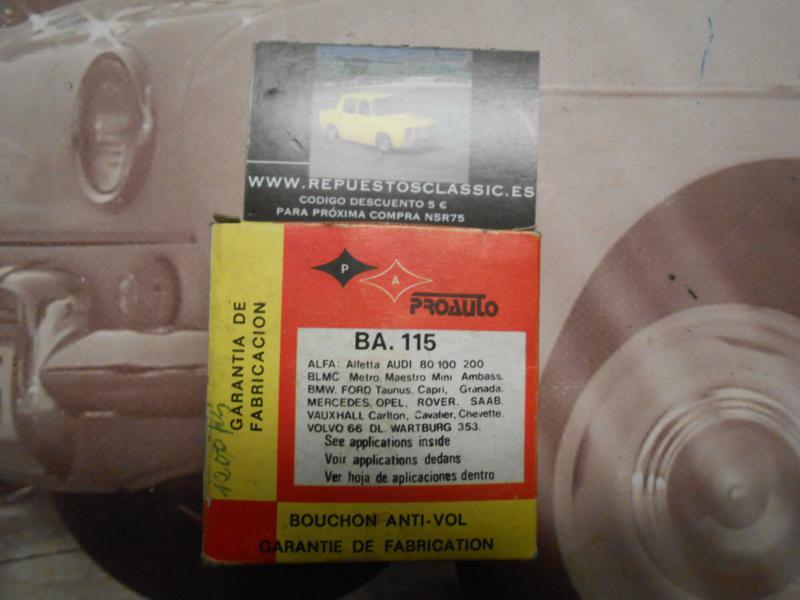 WWW.REPUESTOSCLASSIC.ES
CODIGO DESCUENTO 5 €
PARA PRÓXIMA COMPRA NSR75
P A
PROAUTO
BA. 115
ALFA: Alfetta AUDI 80 100 200
BLMC Metro, Maestro Mini Ambass.
BMW. FORD Taunus, Capri, Granada.
MERCEDES, OPEL, ROVER, SAAB.
VAUXHALL Carlton, Cavalier, Chevette.
VOLVO 66 DL. WARTBURG 353.
See applications inside
Voir applications dedans
Ver hoja de aplicaciones dentro
GARANTIA DE
FABRICACION
BOUCHON ANTI-VOL
GARANTIE DE FABRICATION